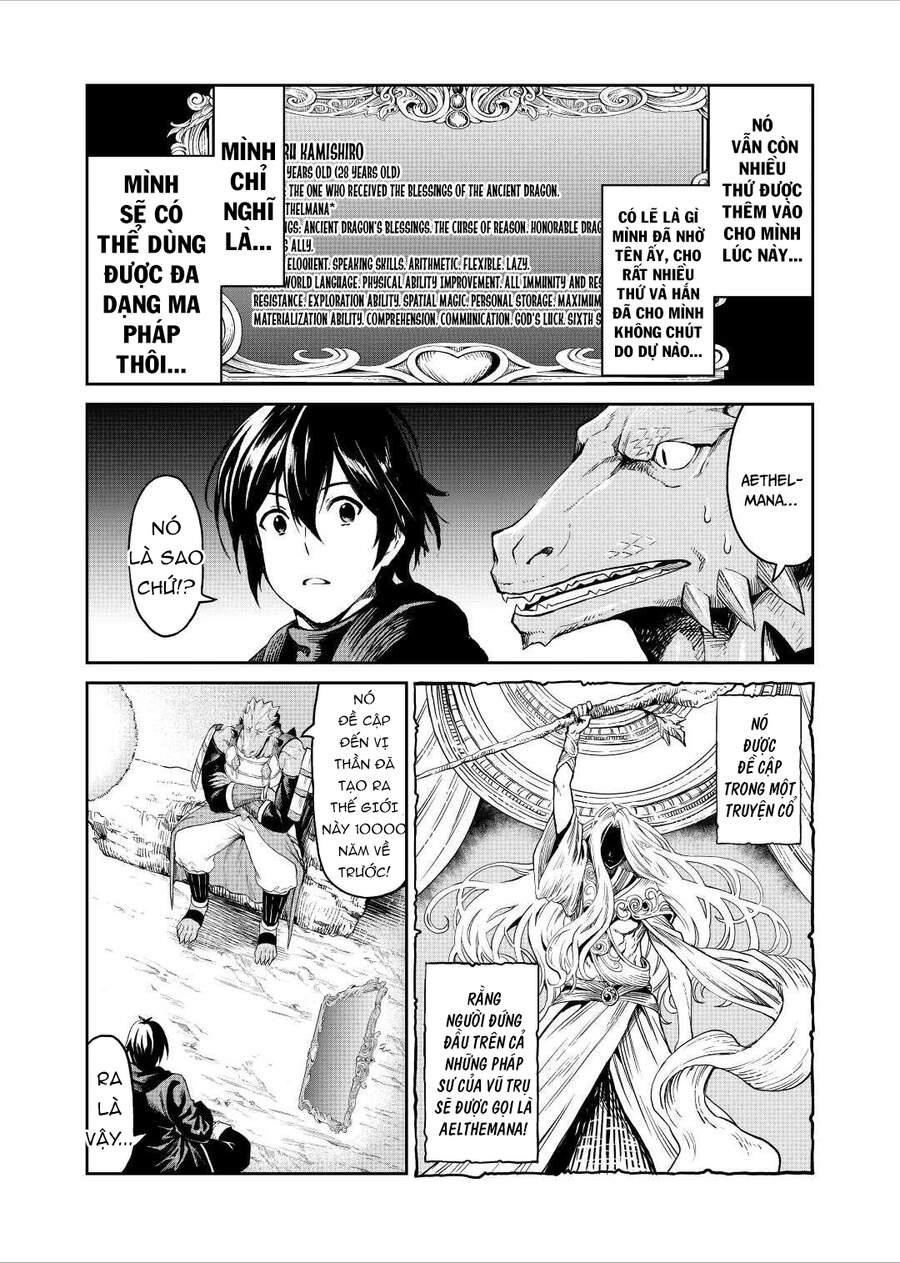 NÓ
VẪN CÒN
NHIỀU
THỨ ĐƯỢC
THÊM VÀO
CHO MÌNH
LÚC NÀY...
CÓ LẼ LÀ GÌ
MÌNH ĐÃ NHỜ
TÊN ẤY, CHO
RẤT NHIỀU
THỨ VÀ HẮN
ĐÃ CHO MÌNH
KHÔNG CHÚT
DO DỰ NÀO...
RU KAMISHIRO
YEARS OLD (28 YEARS OLD)
THE ONE WHO RECEIVED THE BLESSINGS OF THE ANCIENT DRAGON.
THELMANA*
INGS: ANCIENT DRAGON'S BLESSINGS. THE CURSE OF REASON. HONORABLE DRAG
S ALLY.
ELOQUENT. SPEAKING SKILLS. ARITHMETIC. FLEXIBLE. LAZY.
WORLD LANGUAGE. PHYSICAL ABILITY IMPROVEMENT. ALL IMMUNITY AND RES
RESISTANCE. EXPLORATION ABILITY. SPATIAL MAGIC. PERSONAL STORAGE. MAXIMUM
MATERIALIZATION ABILITY. COMPREHENSION. COMMUNICATION. GOD'S LUCK. SIXTH S
MÌNH
CHỈ
NGHĨ
LÀ...
MÌNH
SẼ CÓ
THỂ DÙNG
ĐƯỢC ĐA
DẠNG MA
PHÁP
THÔI...
AETHEL-
MANA...
NÓ
LÀ SAO
CHỨ!?
NÓ
ĐƯỢC
ĐỀ CẬP
TRONG MỘT
TRUYỆN CỔ
RẰNG
NGƯỜI ĐỨNG
ĐẦU TRÊN CẢ
NHỮNG PHÁP
SƯ CỦA VŨ TRỤ
SẼ ĐƯỢC GỌI LÀ
AELTHEMANA!
NÓ
ĐỀ CẬP
ĐẾN VỊ
THẦN ĐÃ
TẠO RA
THẾ GIỚI
NÀY 10000
NĂM VỀ
TRƯỚC!
RA
LÀ
VẬY...